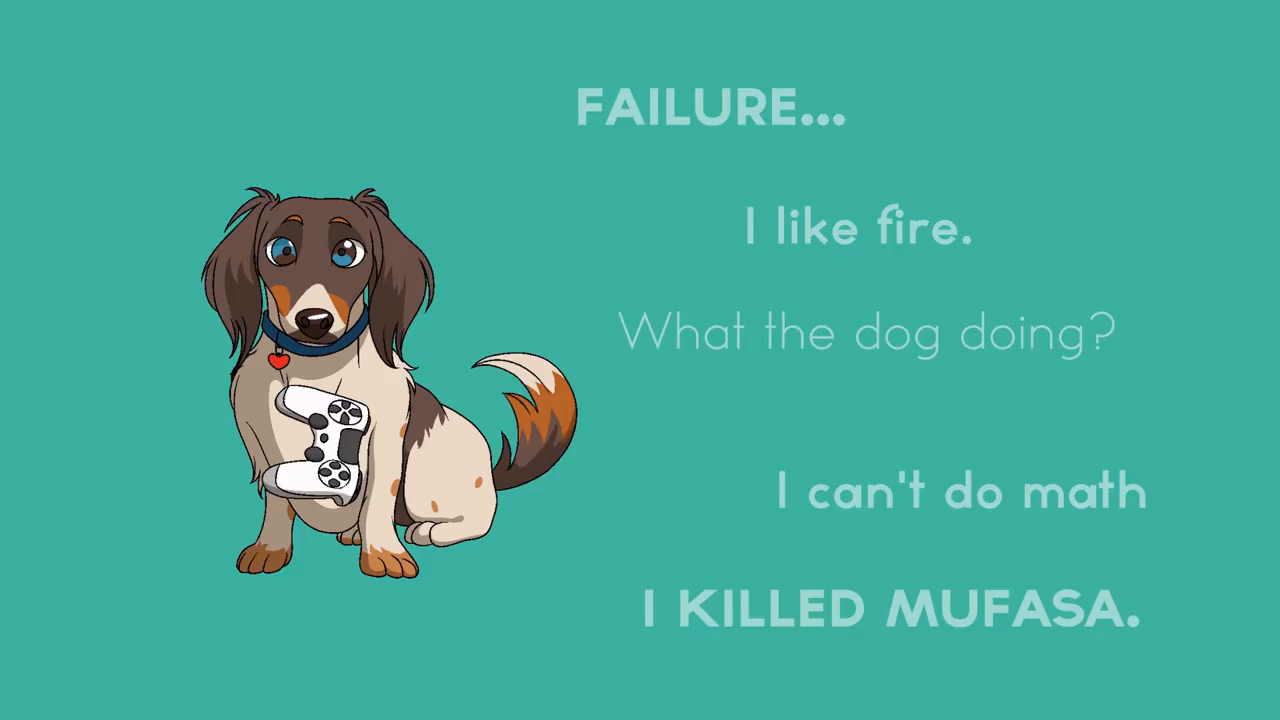 FAILURE...
I like fire.
What the dog doing?
I can't do math
I KILLED MUFASA.